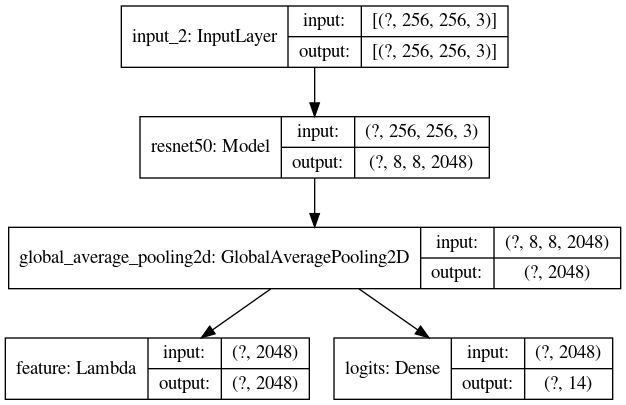 input_2: InputLayer
input: [(?, 256, 256, 3)]
output: [(?, 256, 256, 3)]
resnet50: Model
input: (?, 256, 256, 3)
output: (?, 8, 8, 2048)
global_average_pooling2d: GlobalAveragePooling2D
input: (?, 8, 8, 2048)
output: (?, 2048)
feature: Lambda
input: (?, 2048)
output: (?, 2048)
logits: Dense
input: (?, 2048)
output: (?, 14)